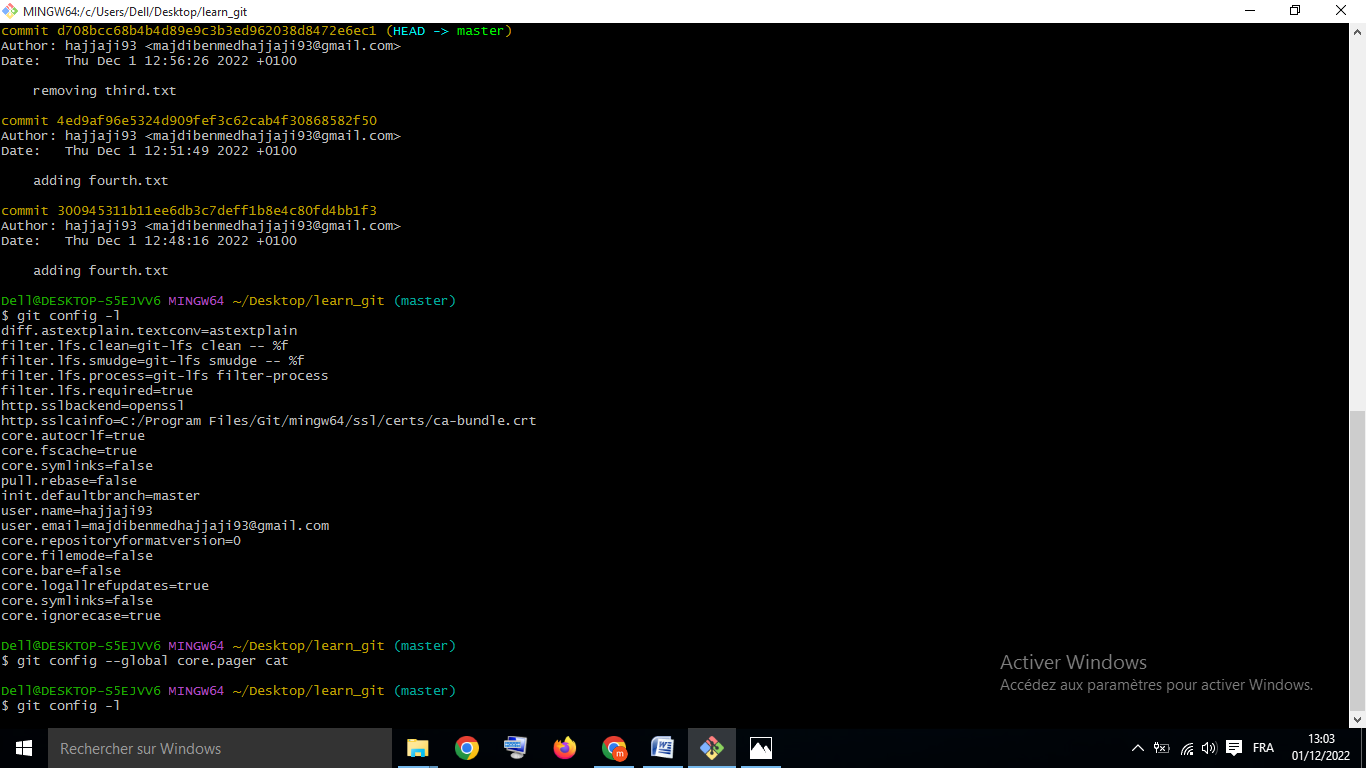 MINGW64:/c/Users/Dell/Desktop/learn_git
commit d708bcc68b4b4d89e9c3b3ed962038d8472e6ec1 (HEAD -> master)
Author: hajjaji93 <majdibenmedhajjaji93@gmail.com>
Date:   Thu Dec 1 12:56:26 2022 +0100
removing third.txt
commit 4ed9af96e5324d909fef3c62cab4f30868582f50
Author: hajjaji93 <majdibenmedhajjaji93@gmail.com>
Date:   Thu Dec 1 12:51:49 2022 +0100
adding fourth.txt
commit 300945311b11ee6db3c7deff1b8e4c80fd4bb1f3
Author: hajjaji93 <majdibenmedhajjaji93@gmail.com>
Date:   Thu Dec 1 12:48:16 2022 +0100
adding fourth.txt
Dell@DESKTOP-S5EJVV6 MINGW64 ~/Desktop/learn_git (master)
$ git config -l
diff.astextplain.textconv=astextplain
filter.lfs.clean=git-lfs clean -- %f
filter.lfs.smudge=git-lfs smudge -- %f
filter.lfs.process=git-lfs filter-process
filter.lfs.required=true
http.sslbackend=openssl
http.sslcainfo=C:/Program Files/Git/mingw64/ssl/certs/ca-bundle.crt
core.autocrlf=true
core.fscache=true
core.symlinks=false
pull.rebase=false
init.defaultbranch=master
user.name=hajjaji93
user.email=majdibenmedhajjaji93@gmail.com
core.repositoryformatversion=0
core.filemode=false
core.bare=false
core.logallrefupdates=true
core.symlinks=false
core.ignorecase=true
Dell@DESKTOP-S5EJVV6 MINGW64 ~/Desktop/learn_git (master)
$ git config --global core.pager cat
Dell@DESKTOP-S5EJVV6 MINGW64 ~/Desktop/learn_git (master)
$ git config -l
Activer Windows
Accédez aux paramètres pour activer Windows.
Rechercher sur Windows
m
FRA
13:03
01/12/2022